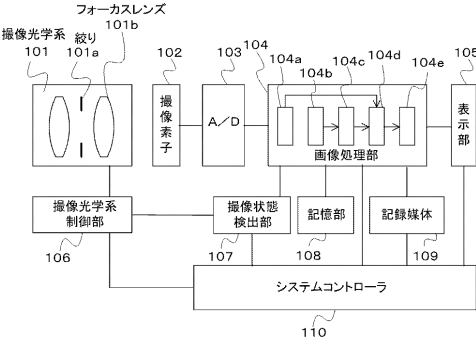 フォーカスレンズ
撮像光学系
101
絞り
101a
101b
102
103
104
104a
104b
104c
104d
104e
105
撮像素子
A/D
画像処理部
表示部
撮像光学系
制御部
106
撮像状態
検出部
107
記憶部
108
記録媒体
109
システムコントローラ
110